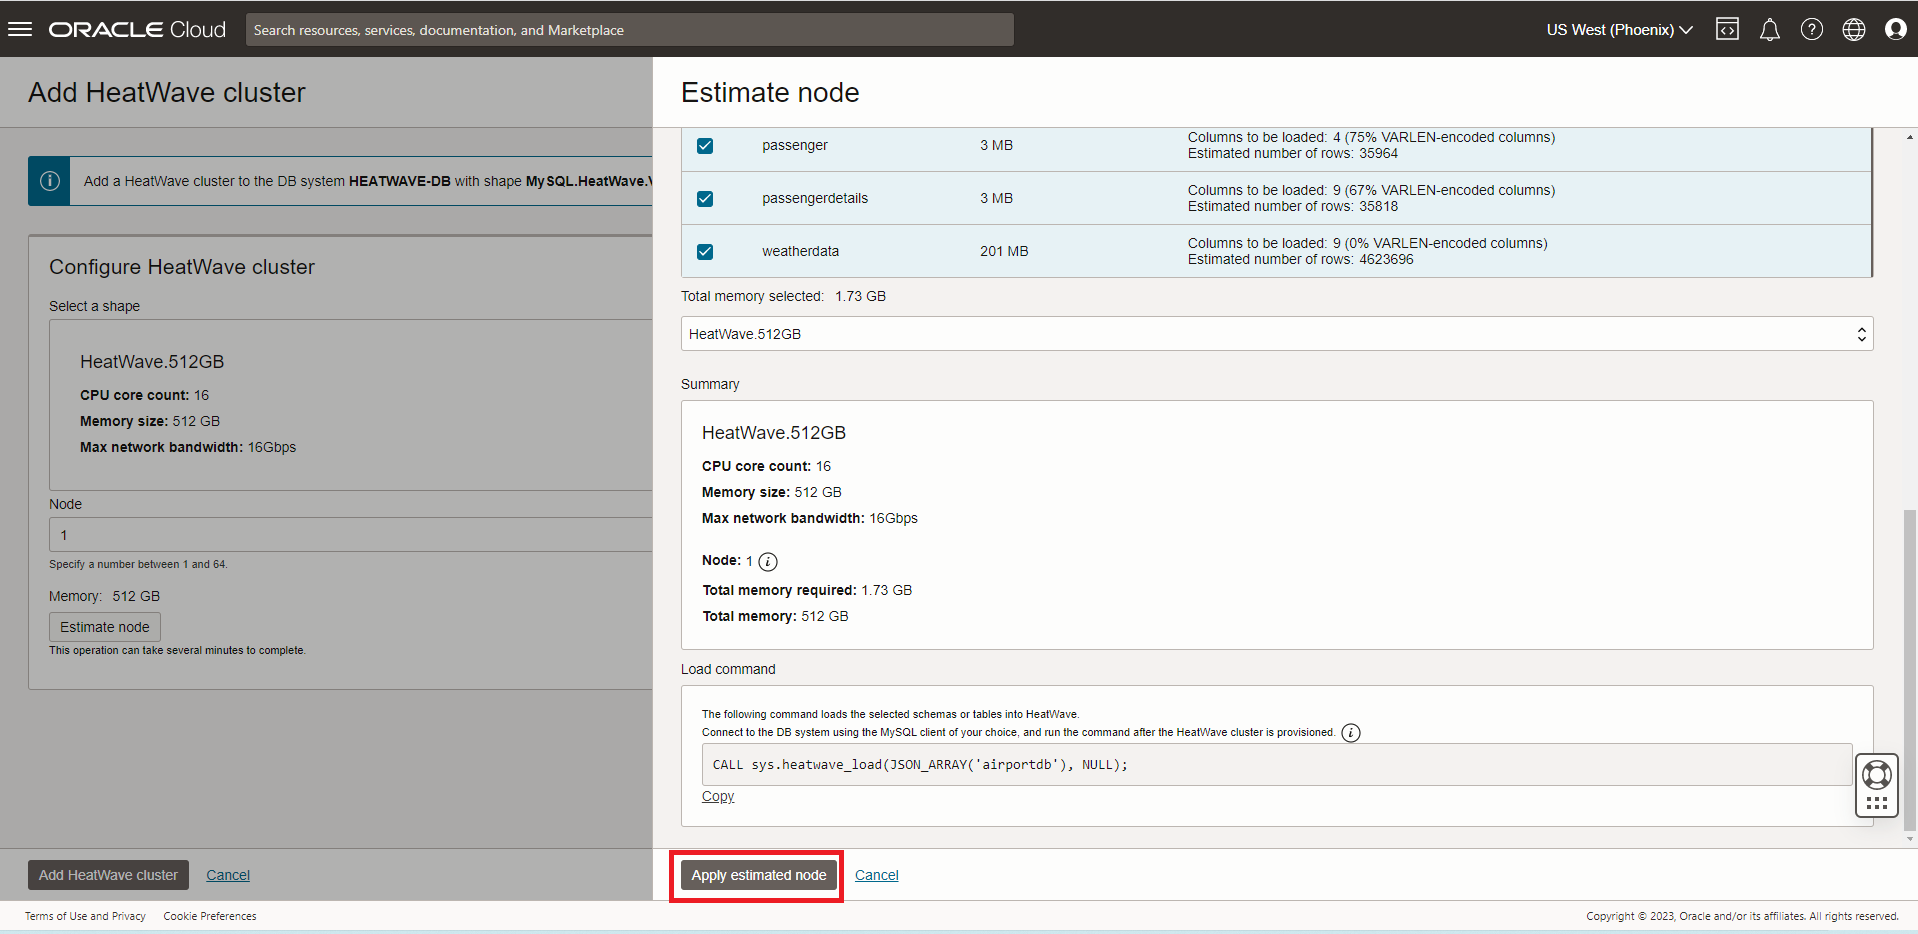 ORACLE Cloud
Search resources, services, documentation, and Marketplace
US West (Phoenix)
Add HeatWave cluster
Add a HeatWave cluster to the DB system HEATWAVE-DB with shape MySQL.HeatWave.V
Configure HeatWave cluster
Select a shape
HeatWave.512GB
CPU core count: 16
Memory size: 512 GB
Max network bandwidth: 16Gbps
Node
1
Specify a number between 1 and 64.
Memory: 512 GB
Estimate node
This operation can take several minutes to complete.
Add HeatWave cluster Cancel
Estimate node
passenger 3 MB Columns to be loaded: 4 (75% VARLEN-encoded columns)
Estimated number of rows: 35964
passengerdetails 3 MB Columns to be loaded: 9 (67% VARLEN-encoded columns)
Estimated number of rows: 35818
weatherdata 201 MB Columns to be loaded: 9 (0% VARLEN-encoded columns)
Estimated number of rows: 4623696
Total memory selected: 1.73 GB
HeatWave.512GB
Summary
HeatWave.512GB
CPU core count: 16
Memory size: 512 GB
Max network bandwidth: 16Gbps
Node: 1
Total memory required: 1.73 GB
Total memory: 512 GB
Load command
The following command loads the selected schemas or tables into HeatWave.
Connect to the DB system using the MySQL client of your choice, and run the command after the HeatWave cluster is provisioned.
CALL sys.heatwave_load(JSON_ARRAY('airportdb'), NULL);
Copy
Apply estimated node Cancel
Terms of Use and Privacy Cookie Preferences
Copyright © 2023, Oracle and/or its affiliates. All rights reserved.